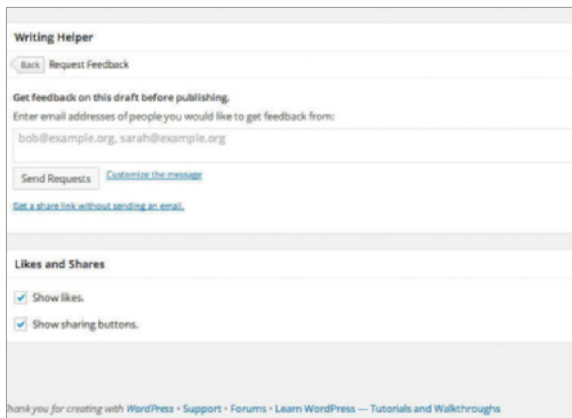 Writing Helper
Back Request Feedback
Get feedback on this draft before publishing.
Enter email addresses of people you would like to get feedback from:
bob@example.org, sarah@example.org
Send Requests Customize the message
Get a share link without sending an email.
Likes and Shares
Show likes.
Show sharing buttons.
hank you for creating with WordPress • Support • Forums • Learn WordPress — Tutorials and Walkthroughs